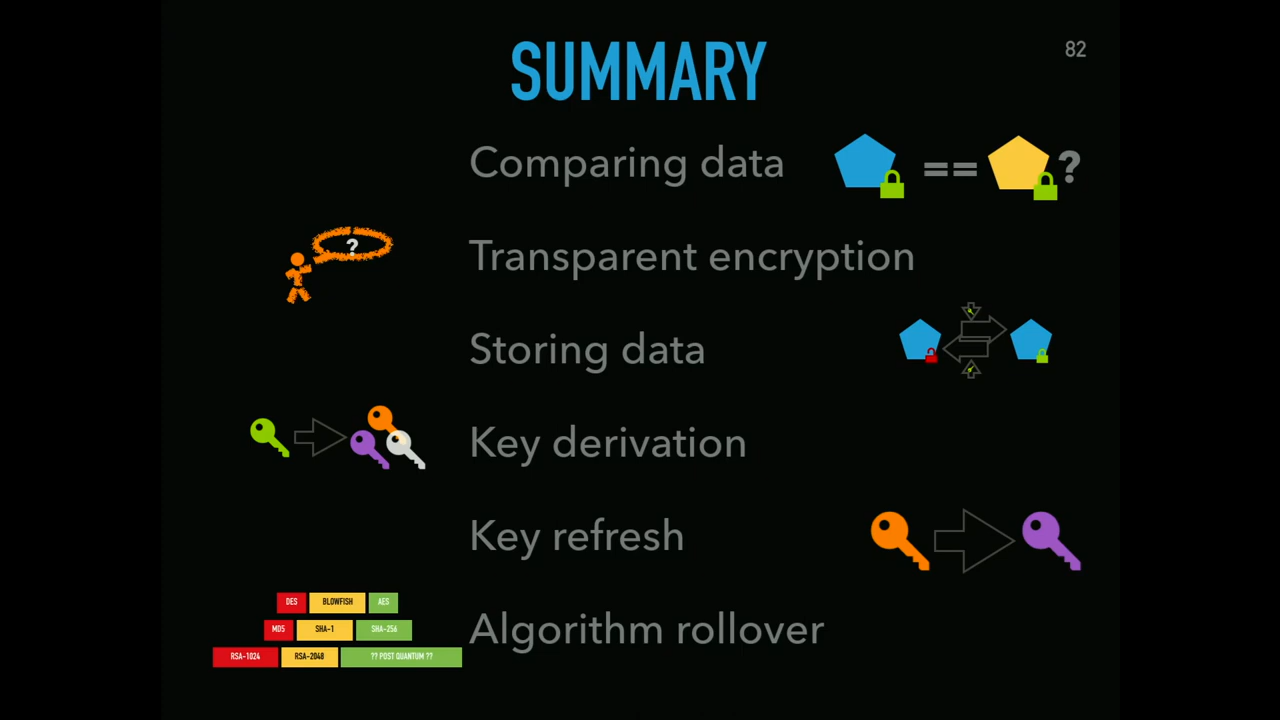 SUMMARY
82
Comparing data
== ?
?
Transparent encryption
Storing data
Key derivation
Key refresh
DES BLOWFISH AES
MD5 SHA-1 SHA-256
RSA-1024 RSA-2048 ?? POST QUANTUM ??
Algorithm rollover